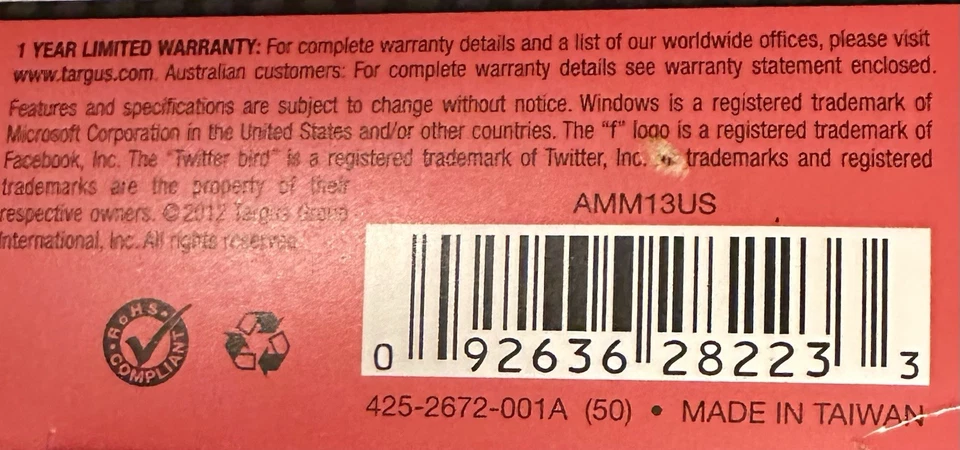 1 YEAR LIMITED WARRANTY: For complete warranty details and a list of our worldwide offices, please visit
www.targus.com. Australian customers: For complete warranty details see warranty statement enclosed.
Features and specifications are subject to change without notice. Windows is a registered trademark of
Microsoft Corporation in the United States and/or other countries. The "f" logo is a registered trademark of
Facebook, Inc. The "Twitter bird" is a registered trademark of Twitter, Inc. trademarks and registered
trademarks are the property of their
respective owners. ©2012 Targus Group
International, Inc. All rights reserved.
AMM13US
RoHS COMPLIANT
0 92636 28223 3
425-2672-001A (50) • MADE IN TAIWAN